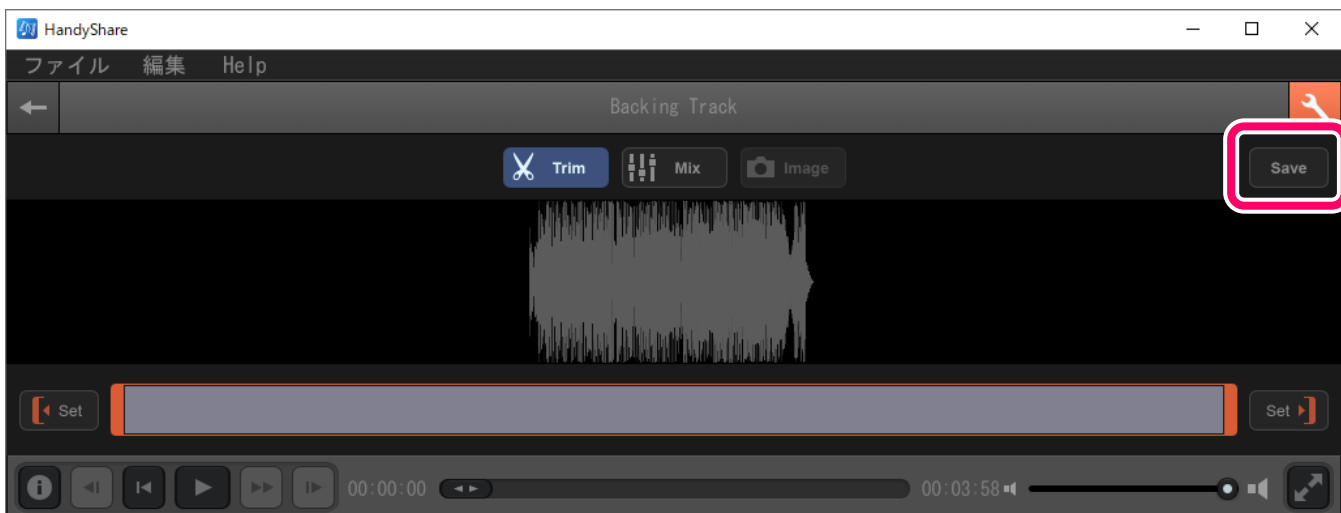 HandyShare
ファイル 編集 Help
Backing Track
Trim Mix Image Save
Set Set
00:00:00 00:03:58